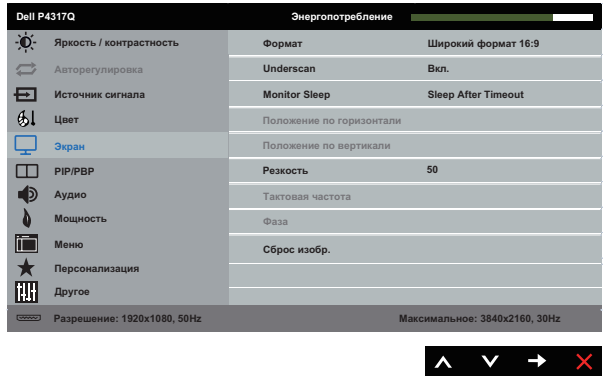 Dell P4317Q Энергопотребление
Яркость / контрастность Формат Широкий формат 16:9
Авторегулировка Underscan Вкл.
Источник сигнала Monitor Sleep Sleep After Timeout
Цвет Положение по горизонтали
Экран Положение по вертикали
PIP/PBP Резкость 50
Аудио Тактовая частота
Мощность Фаза
Меню Сброс изобр.
Персонализация
Другое
Разрешение: 1920x1080, 50Hz Максимальное: 3840x2160, 30Hz